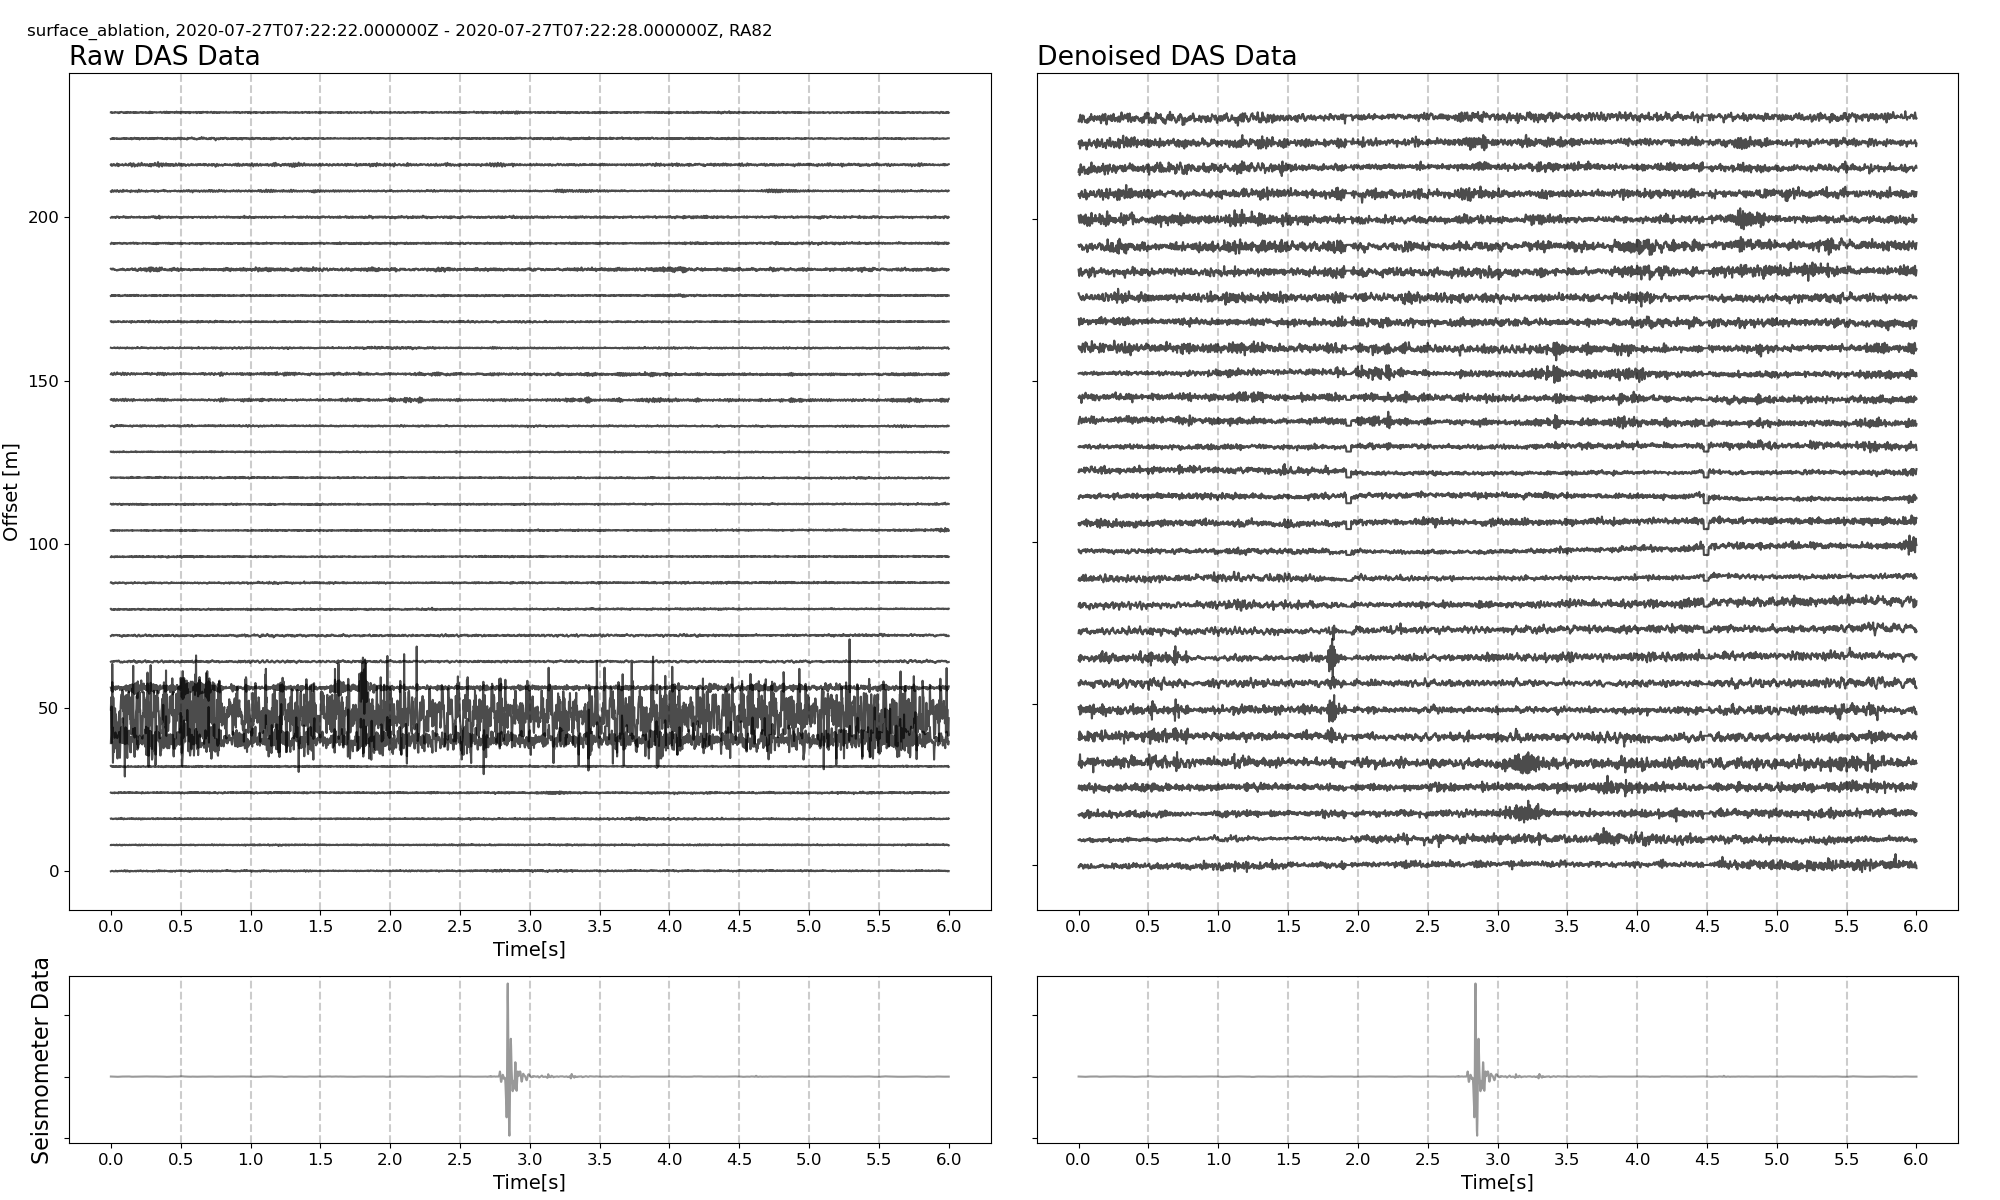 surface_ablation, 2020-07-27T07:22:22.000000Z - 2020-07-27T07:22:28.000000Z, RA82
Raw DAS Data
Denoised DAS Data
Offset [m]
200
150
100
50
0
0.0 0.5 1.0 1.5 2.0 2.5 3.0 3.5 4.0 4.5 5.0 5.5 6.0
Time[s]
0.0 0.5 1.0 1.5 2.0 2.5 3.0 3.5 4.0 4.5 5.0 5.5 6.0
Seismometer Data
0.0 0.5 1.0 1.5 2.0 2.5 3.0 3.5 4.0 4.5 5.0 5.5 6.0
Time[s]
0.0 0.5 1.0 1.5 2.0 2.5 3.0 3.5 4.0 4.5 5.0 5.5 6.0
Time[s]